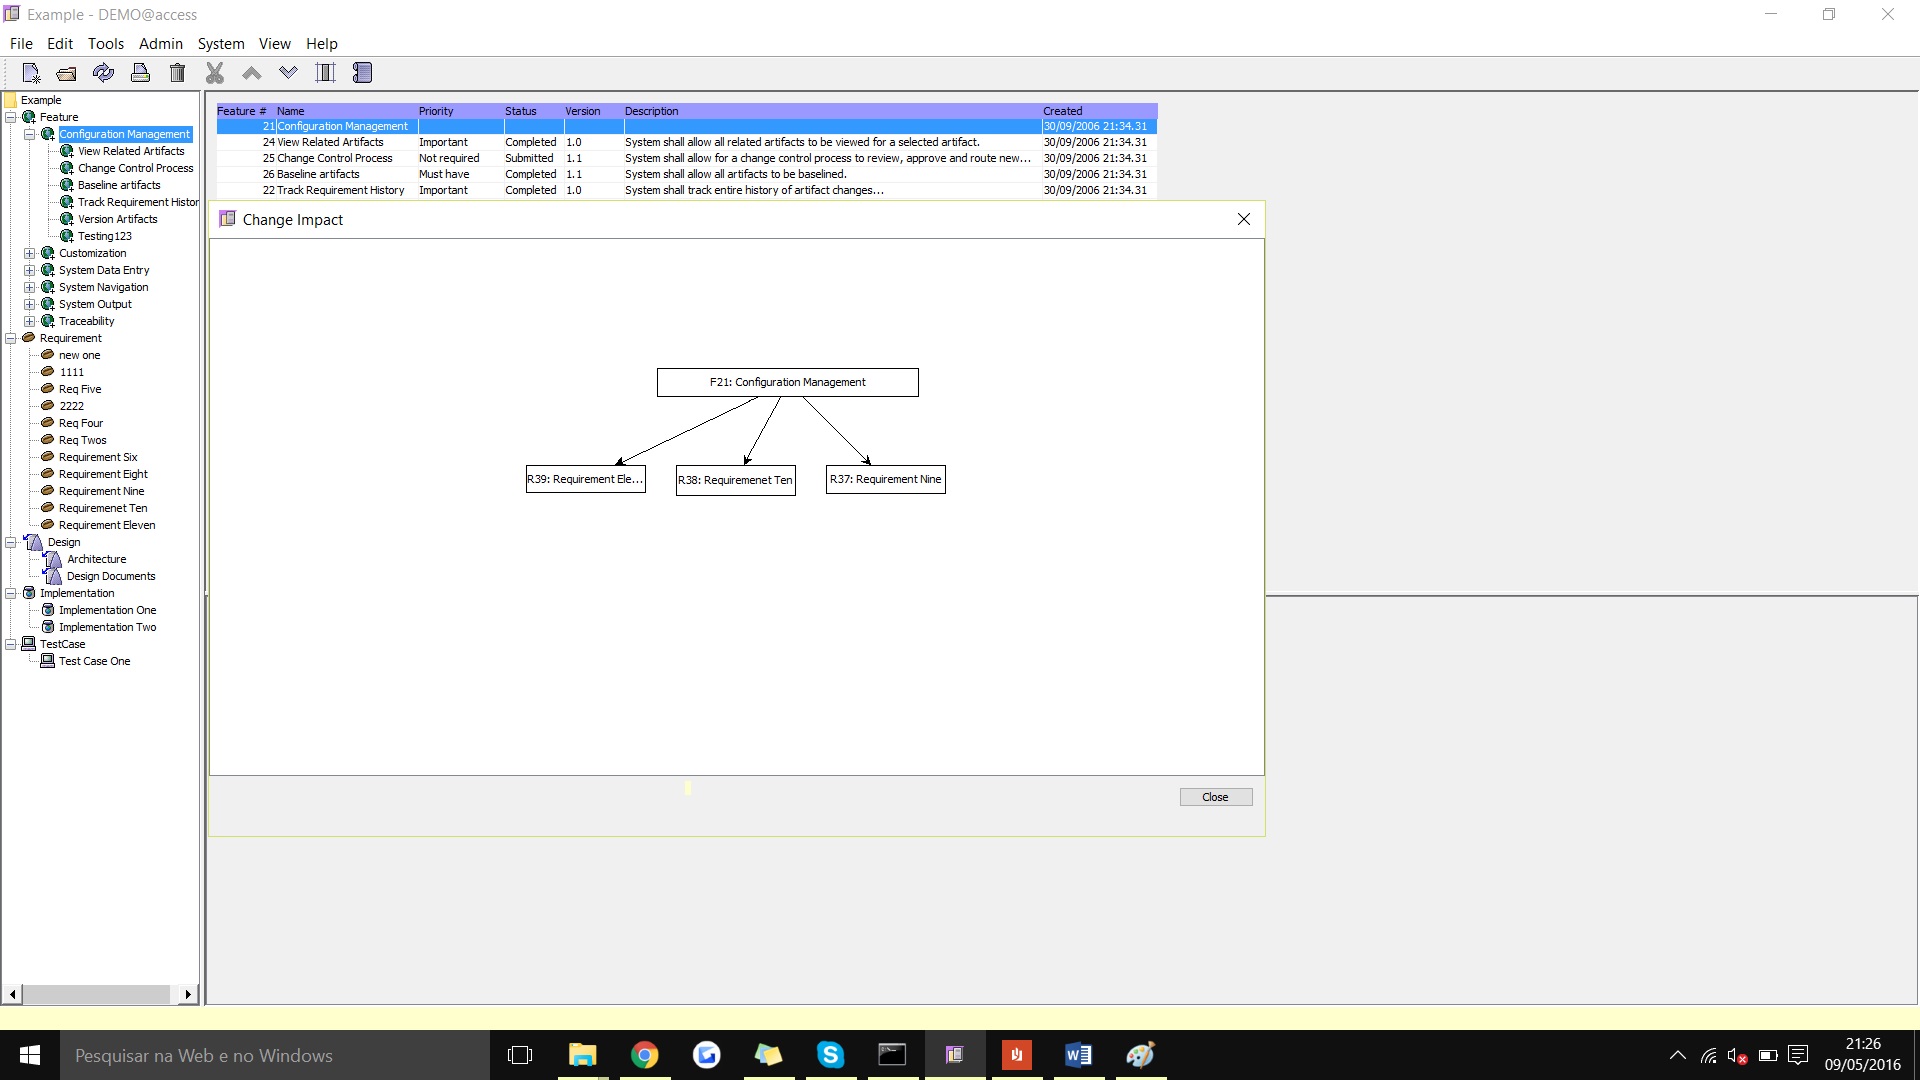 Example - DEMO@access
File Edit Tools Admin System View Help
Example
Feature
Configuration Management
View Related Artifacts
Change Control Process
Baseline artifacts
Track Requirement Histor
Version Artifacts
Testing123
Customization
System Data Entry
System Navigation
System Output
Traceability
Requirement
new one
1111
Req Five
2222
Req Four
Req Twos
Requirement Six
Requirement Eight
Requirement Nine
Requiremenet Ten
Requirement Eleven
Design
Architecture
Design Documents
Implementation
Implementation One
Implementation Two
TestCase
Test Case One
Feature # Name Priority Status Version Description Created
21 Configuration Management 30/09/2006 21:34.31
24 View Related Artifacts Important Completed 1.0 System shall allow all related artifacts to be viewed for a selected artifact. 30/09/2006 21:34.31
25 Change Control Process Not required Submitted 1.1 System shall allow for a change control process to review, approve and route new... 30/09/2006 21:34.31
26 Baseline artifacts Must have Completed 1.1 System shall allow all artifacts to be baselined. 30/09/2006 21:34.31
22 Track Requirement History Important Completed 1.0 System shall track entire history of artifact changes... 30/09/2006 21:34.31
Change Impact
F21: Configuration Management
R39: Requirement Ele... R38: Requiremenet Ten R37: Requirement Nine
Close
Pesquisar na Web e no Windows
21:26
09/05/2016